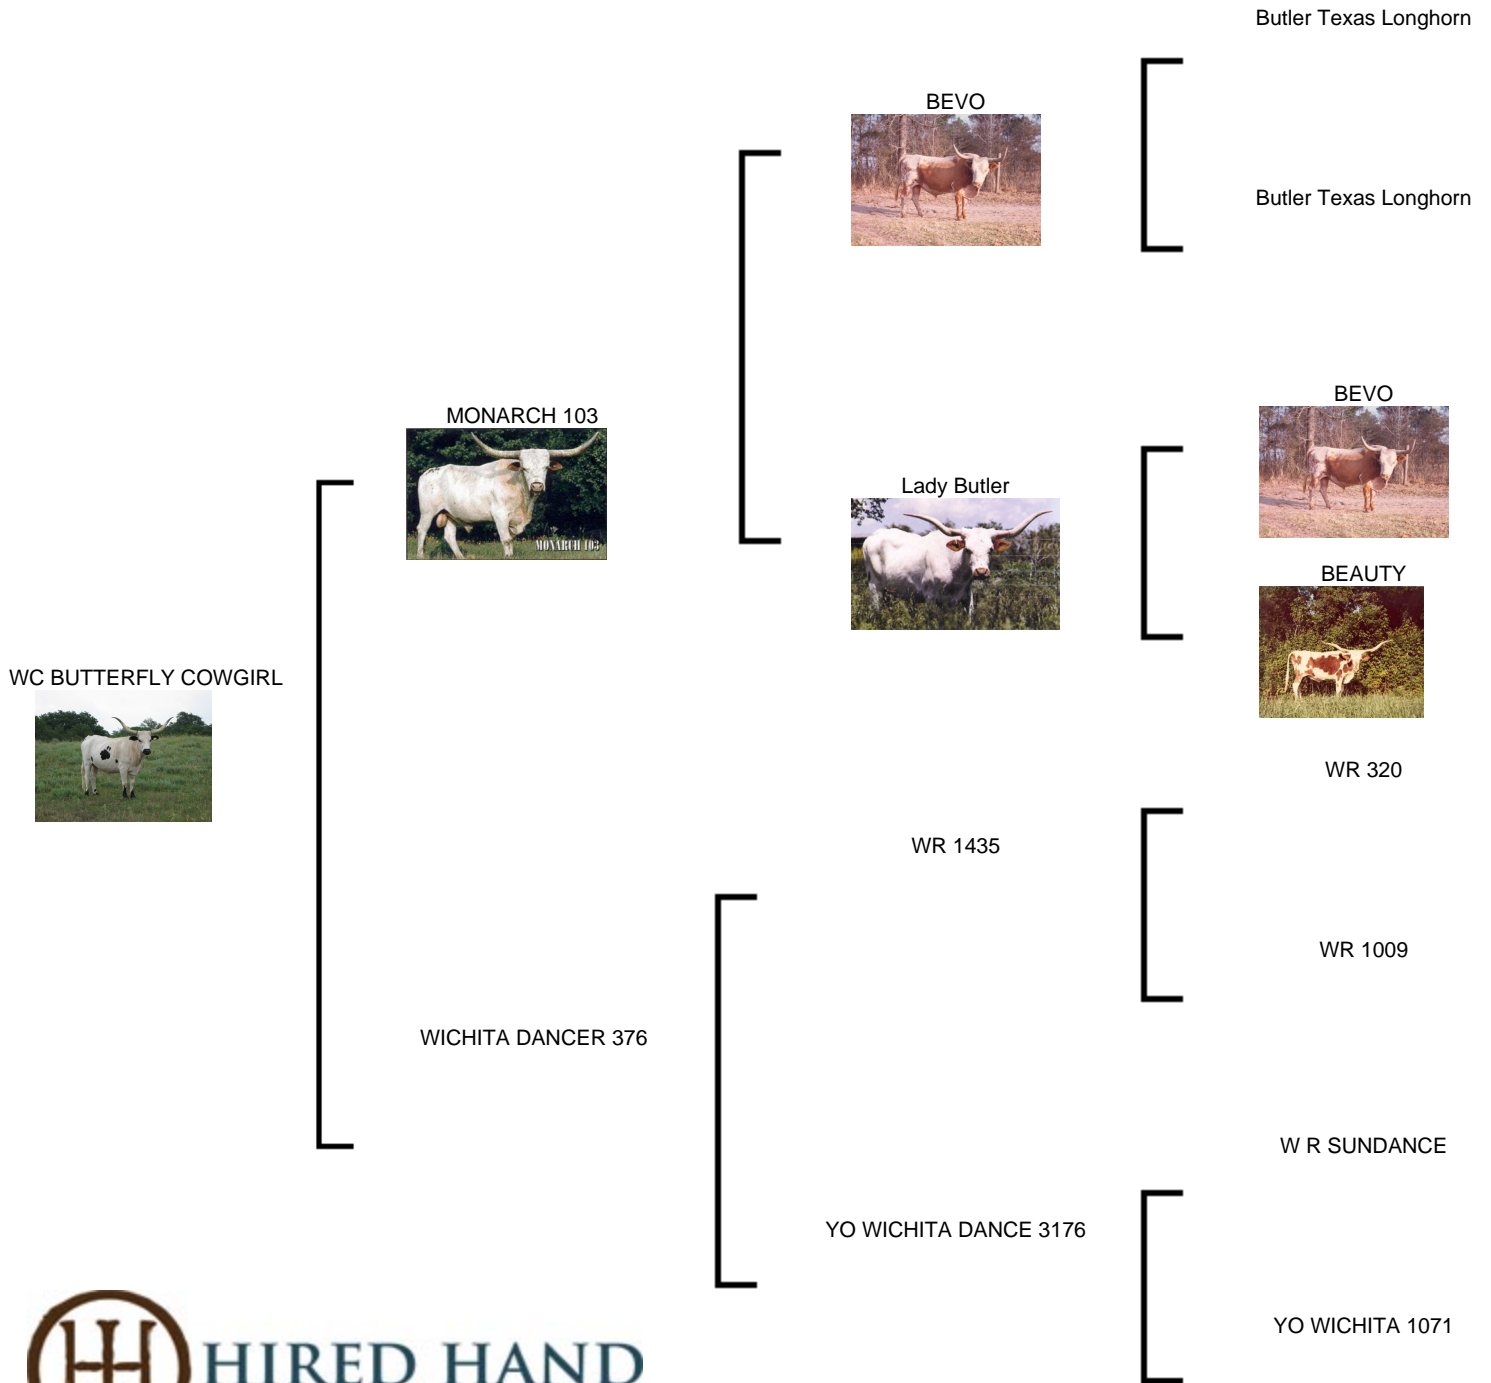 Butler Texas Longhorn
BEVO
Butler Texas Longhorn
BEVO
MONARCH 103
MONARCH 103
Lady Butler
BEAUTY
WC BUTTERFLY COWGIRL
WR 320
WR 1435
WR 1009
WICHITA DANCER 376
W R SUNDANCE
YO WICHITA DANCE 3176
YO WICHITA 1071
HIRED HAND